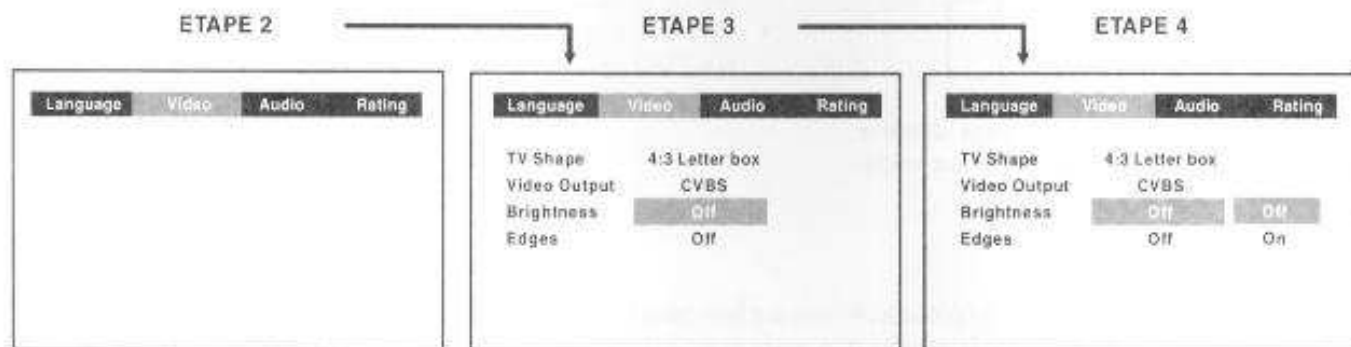 ETAPE 2
ETAPE 3
ETAPE 4
Language Video Audio Rating
Language Video Audio Rating
TV Shape 4:3 Letter box
Video Output CVBS
Brightness Off
Edges Off
Language Video Audio Rating
TV Shape 4:3 Letter box
Video Output CVBS
Brightness Off Off
Edges Off On